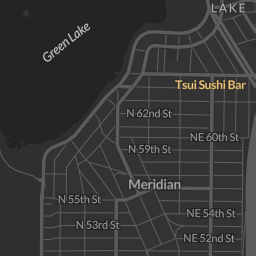 LAKE
Green Lake
Tsui Sushi Bar
N 62nd St
NE 60th St
N 59th St
Meridian
N 55th St
NE 54th St
N 53rd St
NE 52nd St